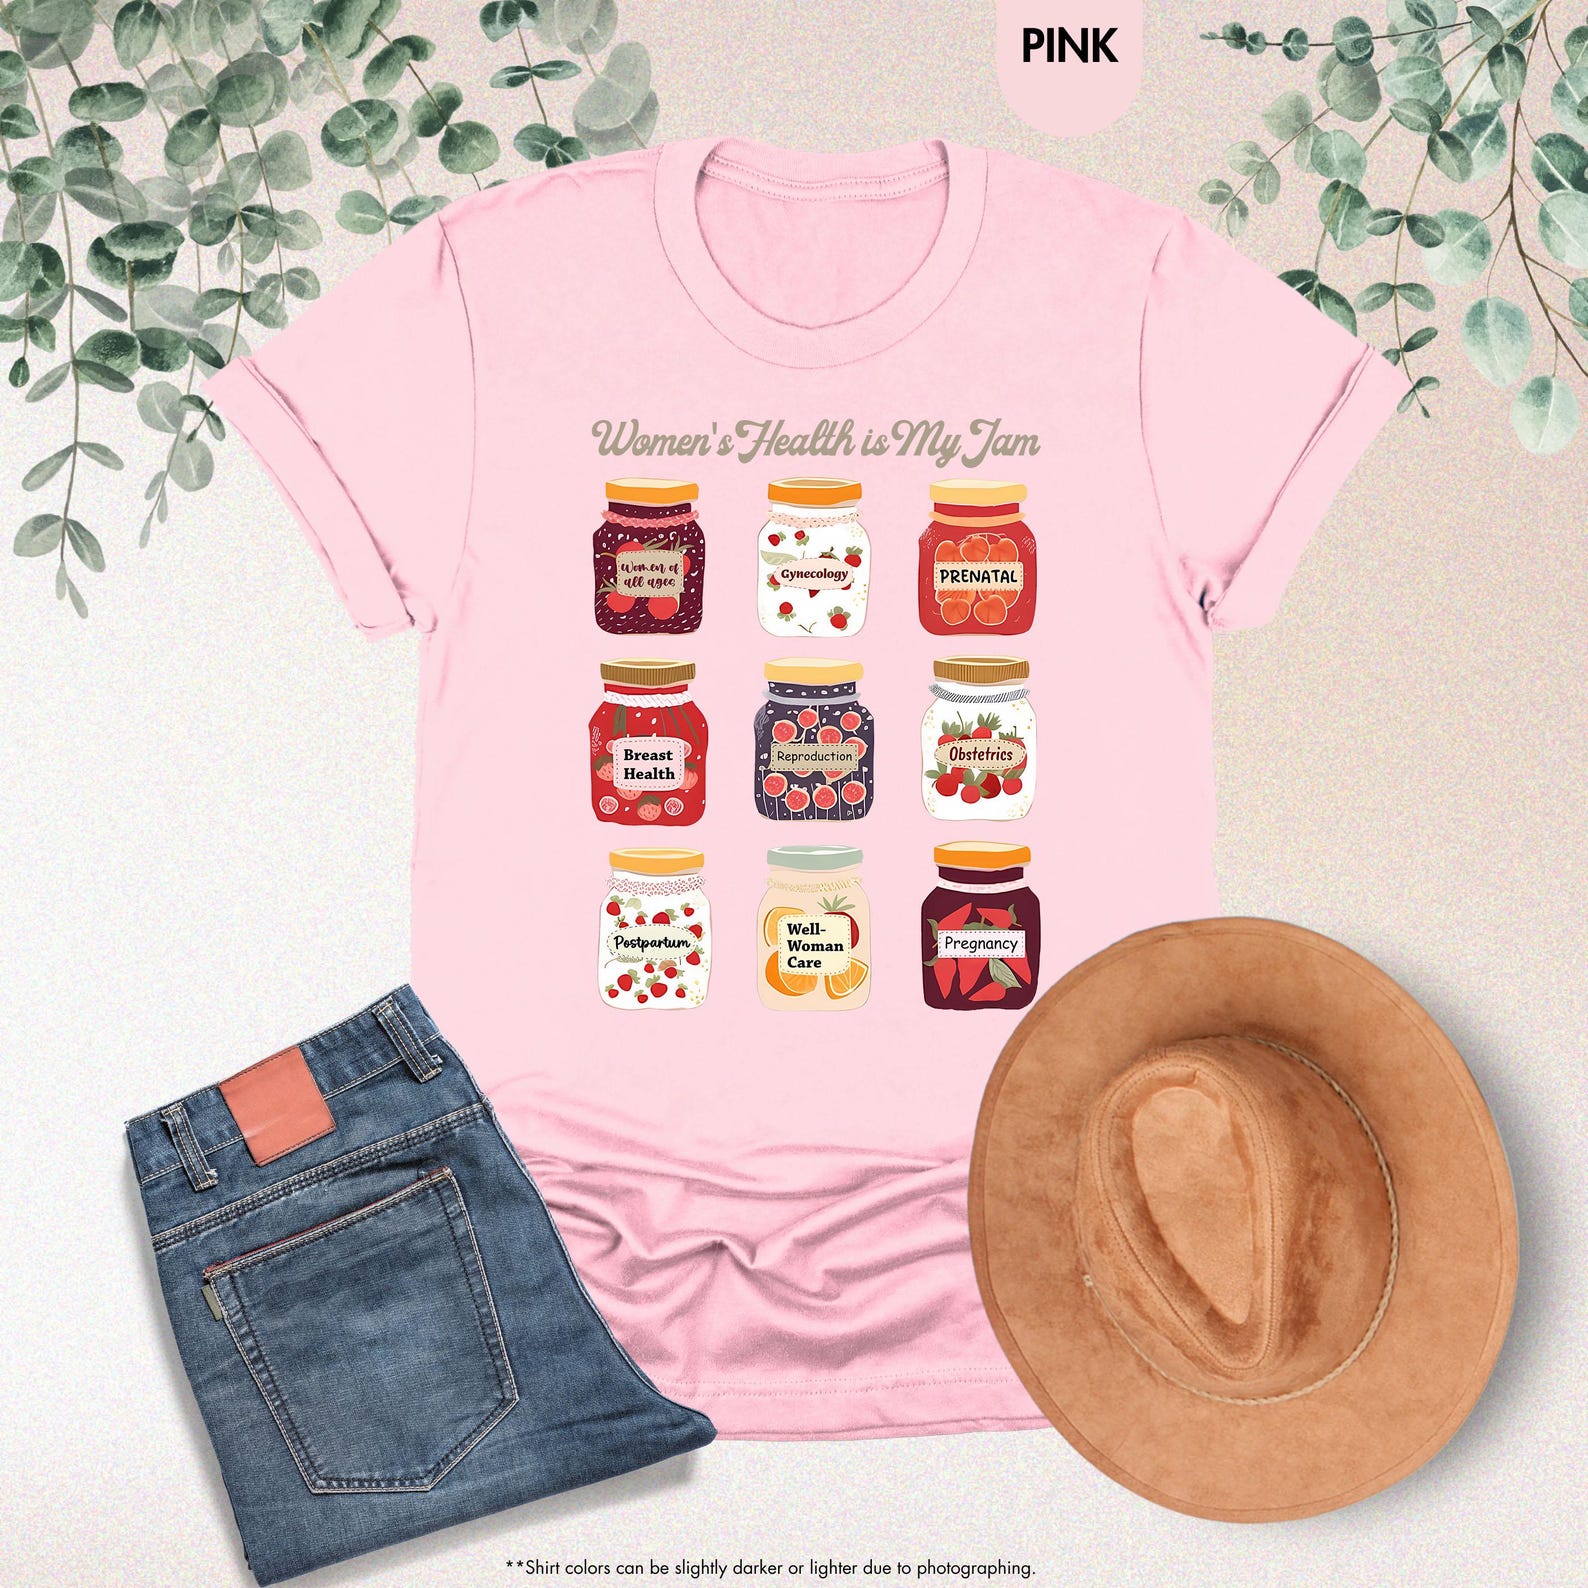 PINK
Women's Health is My Jam
Women of
all ages
Gynecology
PRENATAL
Breast
Health
Reproduction
Obstetrics
Postpartum
Well-
Woman
Care
Pregnancy
**Shirt colors can be slightly darker or lighter due to photographing.